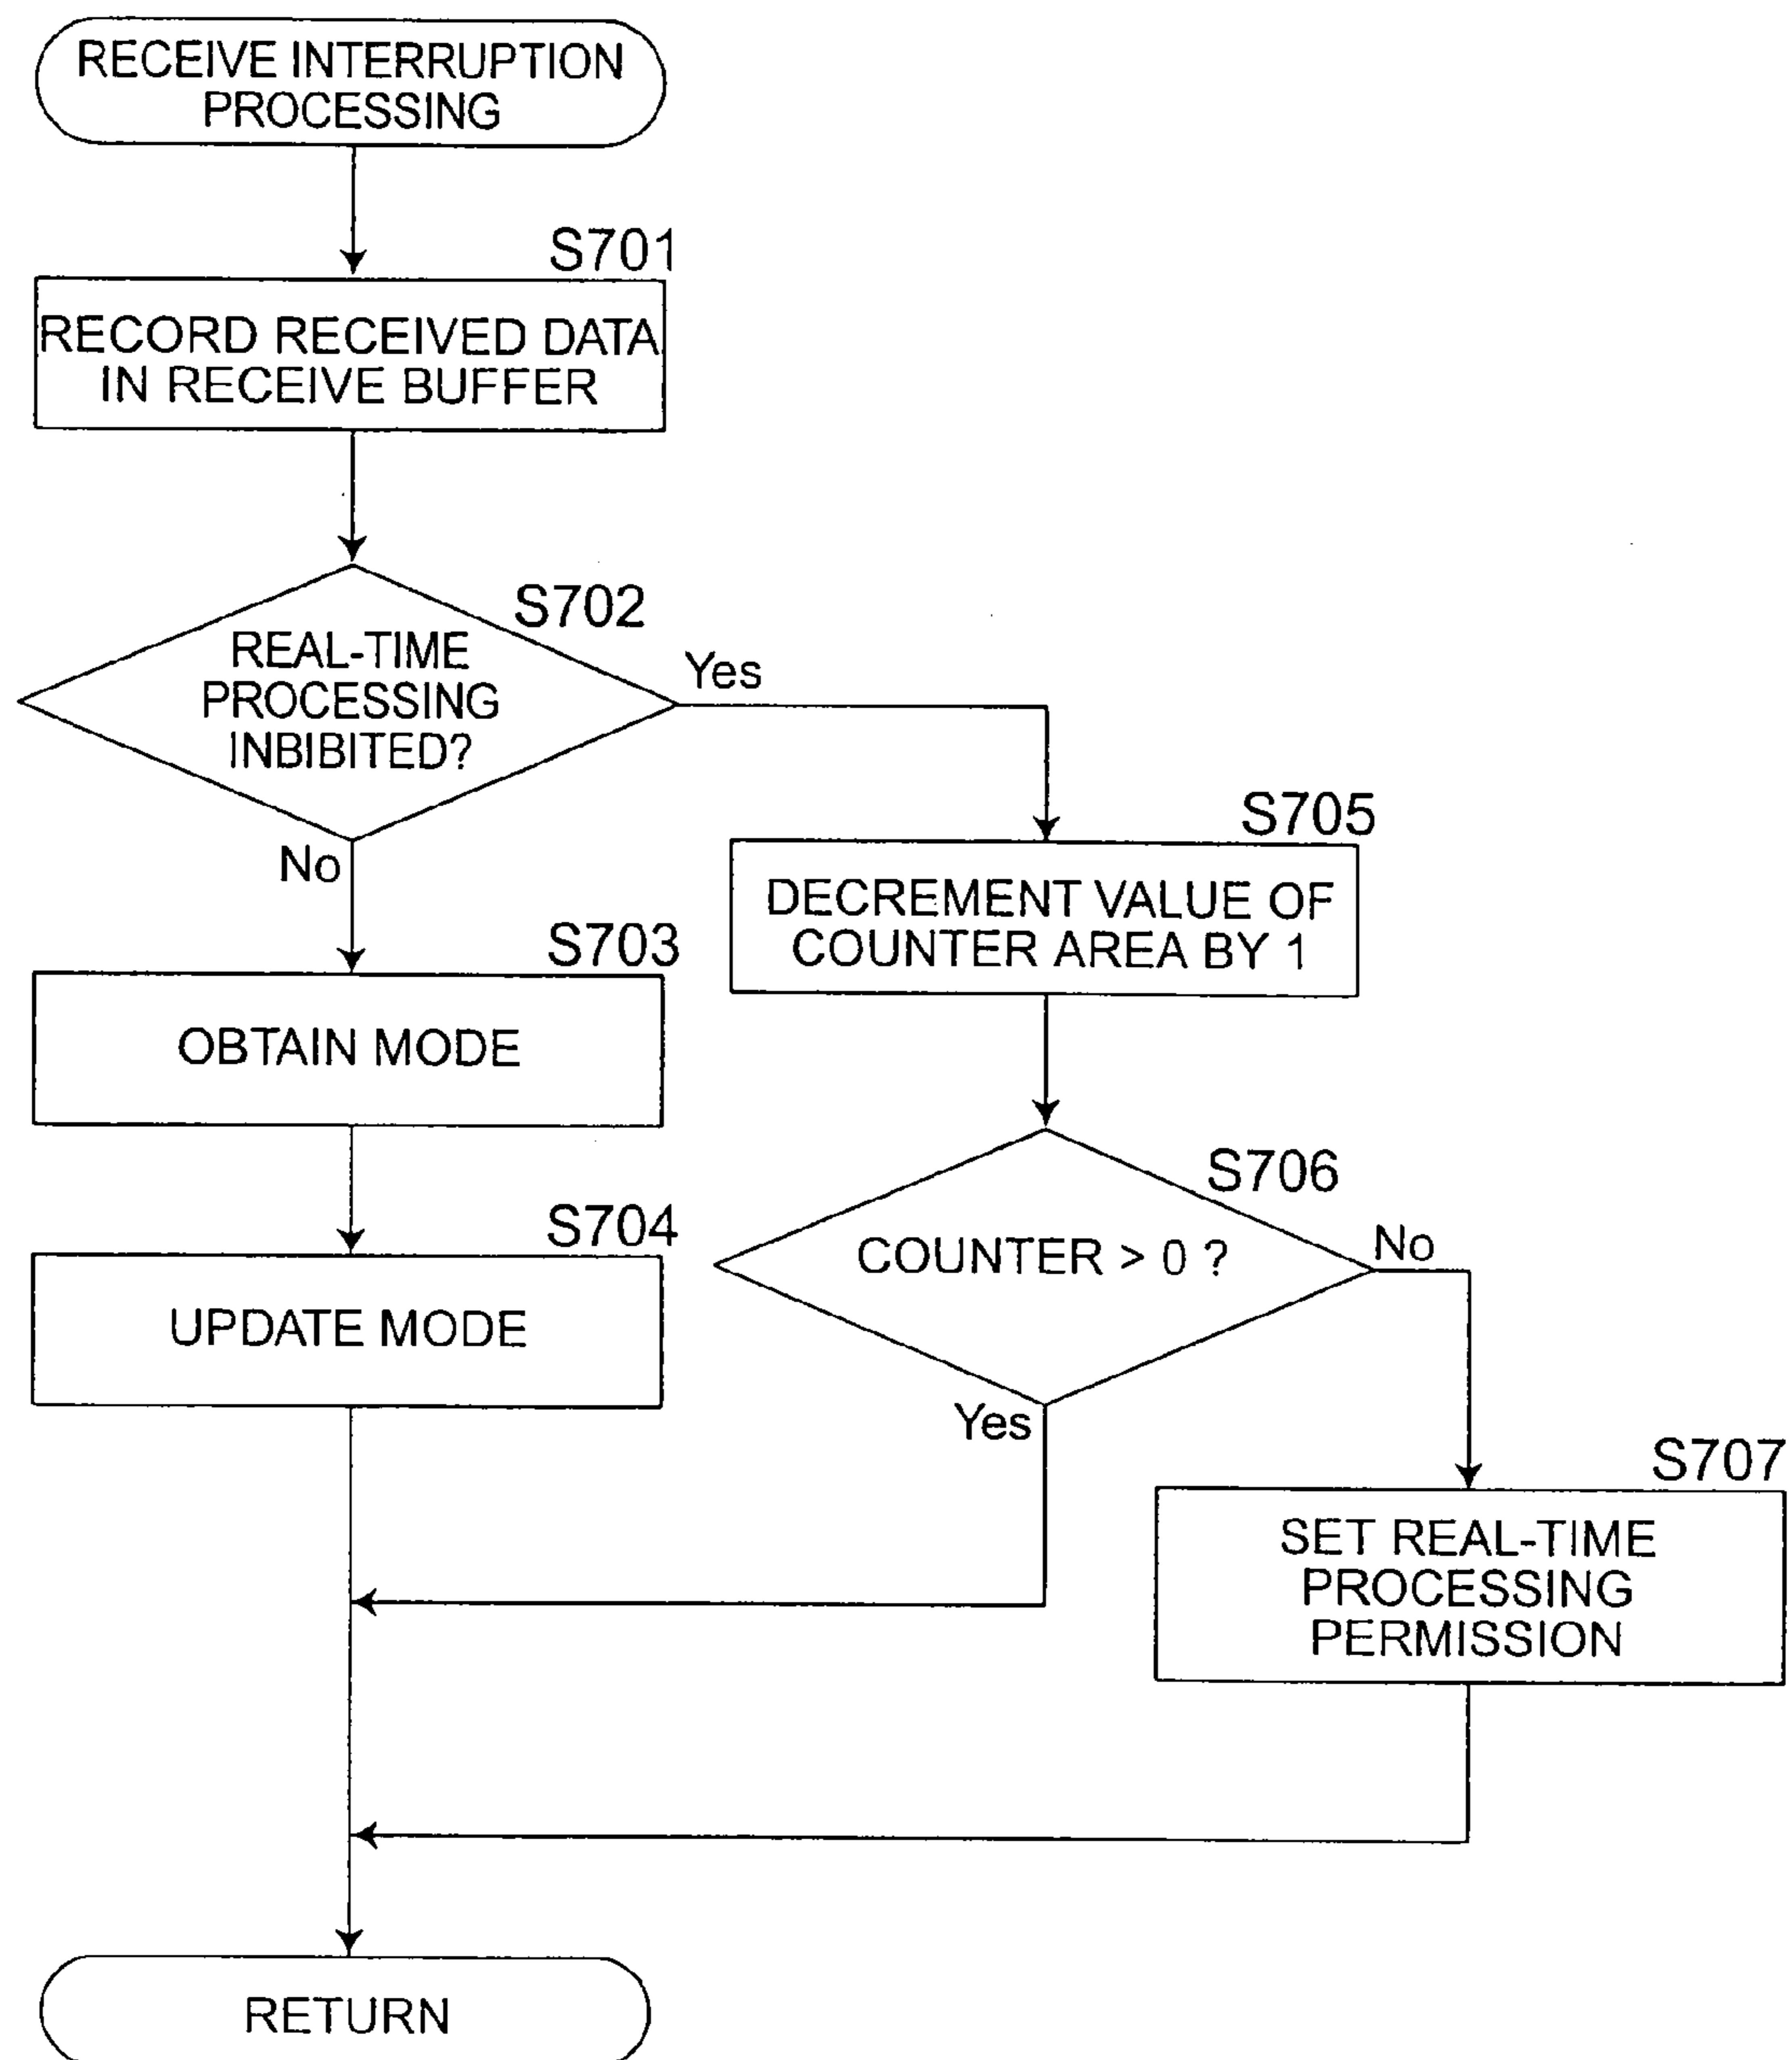 RECEIVE INTERRUPTION
PROCESSING
S701
RECORD RECEIVED DATA
IN RECEIVE BUFFER
S702
REAL-TIME
PROCESSING
INBIBITED?
Yes
No
S703
OBTAIN MODE
S704
UPDATE MODE
S705
DECREMENT VALUE OF
COUNTER AREA BY 1
S706
COUNTER > 0 ?
No
Yes
S707
SET REAL-TIME
PROCESSING
PERMISSION
RETURN